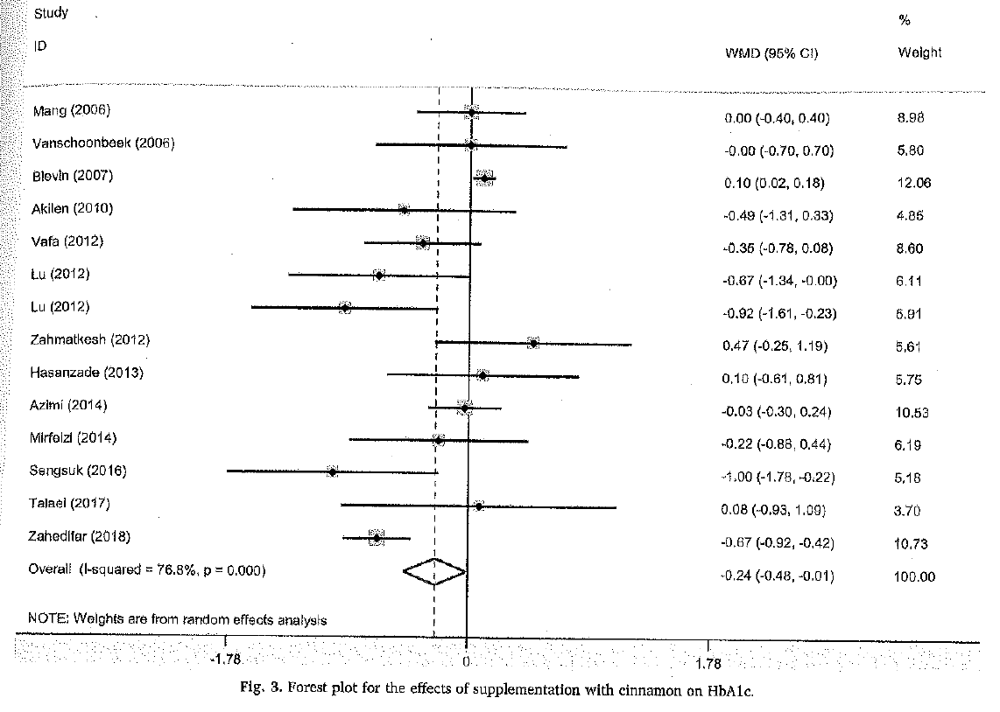 Study %
ID WMD (95% CI) Weight
Mang (2006) 0.00 (-0.40, 0.40) 8.98
Vanschoonbeek (2006) -0.00 (-0.70, 0.70) 5.80
Blevin (2007) 0.10 (0.02, 0.18) 12.06
Akilen (2010) -0.49 (-1.31, 0.33) 4.85
Vafa (2012) -0.35 (-0.78, 0.08) 8.60
Lu (2012) -0.67 (-1.34, -0.00) 6.11
Lu (2012) -0.92 (-1.61, -0.23) 5.91
Zahmatkesh (2012) 0.47 (-0.25, 1.19) 5.61
Hasanzade (2013) 0.10 (-0.61, 0.81) 5.75
Azimi (2014) -0.03 (-0.30, 0.24) 10.53
Mirfeizi (2014) -0.22 (-0.88, 0.44) 6.19
Sengsuk (2016) -1.00 (-1.78, -0.22) 5.18
Talaei (2017) 0.08 (-0.93, 1.09) 3.70
Zahedifar (2018) -0.67 (-0.92, -0.42) 10.73
Overall (I-squared = 76.8%, p = 0.000) -0.24 (-0.48, -0.01) 100.00
NOTE: Weights are from random effects analysis
-1.78 0 1.78
Fig. 3. Forest plot for the effects of supplementation with cinnamon on HbA1c.